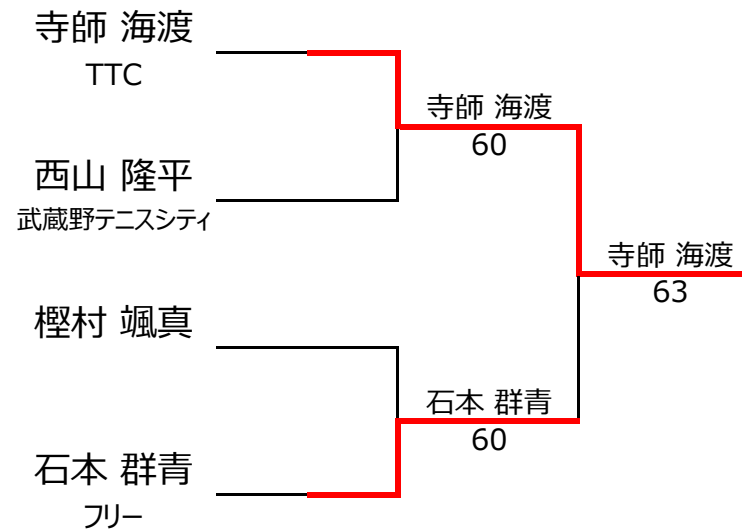 寺師 海渡
TTC
寺師 海渡
60
西山 隆平
武蔵野テニスシティ
寺師 海渡
63
樫村 颯真
石本 群青
60
石本 群青
フリー